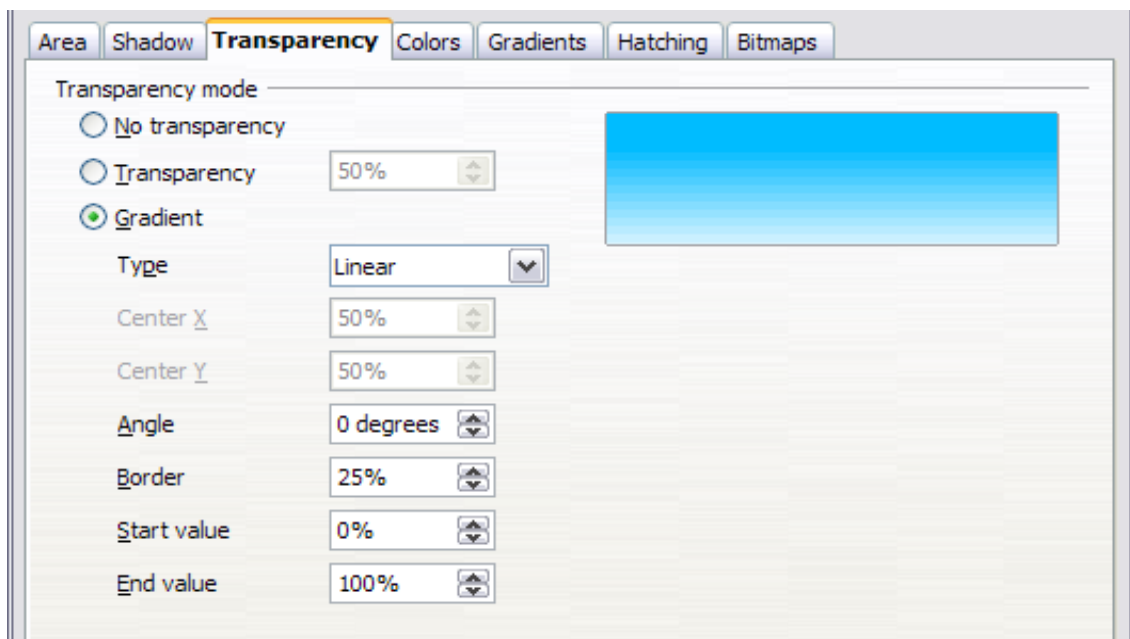 Area Shadow Transparency Colors Gradients Hatching Bitmaps
Transparency mode
No transparency
Transparency 50%
Gradient
Type Linear
Center X 50%
Center Y 50%
Angle 0 degrees
Border 25%
Start value 0%
End value 100%